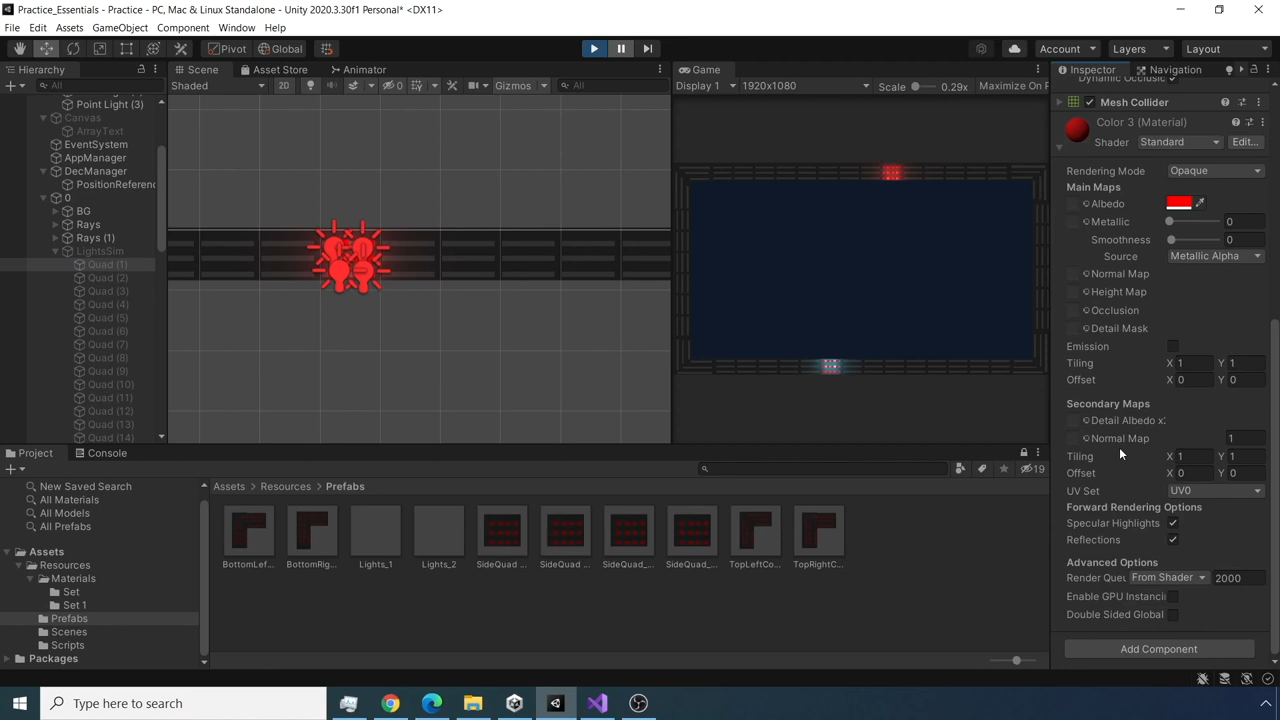 Practice_Essentials - Practice - PC, Mac & Linux Standalone - Unity 2020.3.30f1 Personal* <DX11>
File Edit Assets GameObject Component Window Help
Pivot Global Account Layers Layout
Hierarchy
All
Point Light (3)
Canvas
ArrayText
EventSystem
AppManager
DecManager
PositionReferenc
0
BG
Rays
Rays (1)
LightsSim
Quad (1)
Quad (2)
Quad (3)
Quad (4)
Quad (5)
Quad (6)
Quad (7)
Quad (8)
Quad (9)
Quad (10)
Quad (11)
Quad (12)
Quad (13)
Quad (14)
Scene Asset Store Animator
Shaded 2D 0 Gizmos All
Game
Display 1 1920x1080 Scale 0.29x Maximize On P
Inspector Navigation
Dynamic Occlusi
Mesh Collider
Color 3 (Material)
Shader Standard Edit...
Rendering Mode Opaque
Main Maps
Albedo
Metallic 0
Smoothness 0
Source Metallic Alpha
Normal Map
Height Map
Occlusion
Detail Mask
Emission
Tiling X 1 Y 1
Offset X 0 Y 0
Secondary Maps
Detail Albedo x:
Normal Map 1
Tiling X 1 Y 1
Offset X 0 Y 0
UV Set UV0
Forward Rendering Options
Specular Highlights
Reflections
Advanced Options
Render Queu From Shader 2000
Enable GPU Instancin
Double Sided Global
Add Component
Project Console
19
New Saved Search
All Materials
All Models
All Prefabs
Assets
Resources
Materials
Set
Set 1
Prefabs
Scenes
Scripts
Packages
Assets > Resources > Prefabs
BottomLef... BottomRig... Lights_1 Lights_2 SideQuad ... SideQuad ... SideQuad_... SideQuad_... TopLeftCo... TopRightC...
Type here to search